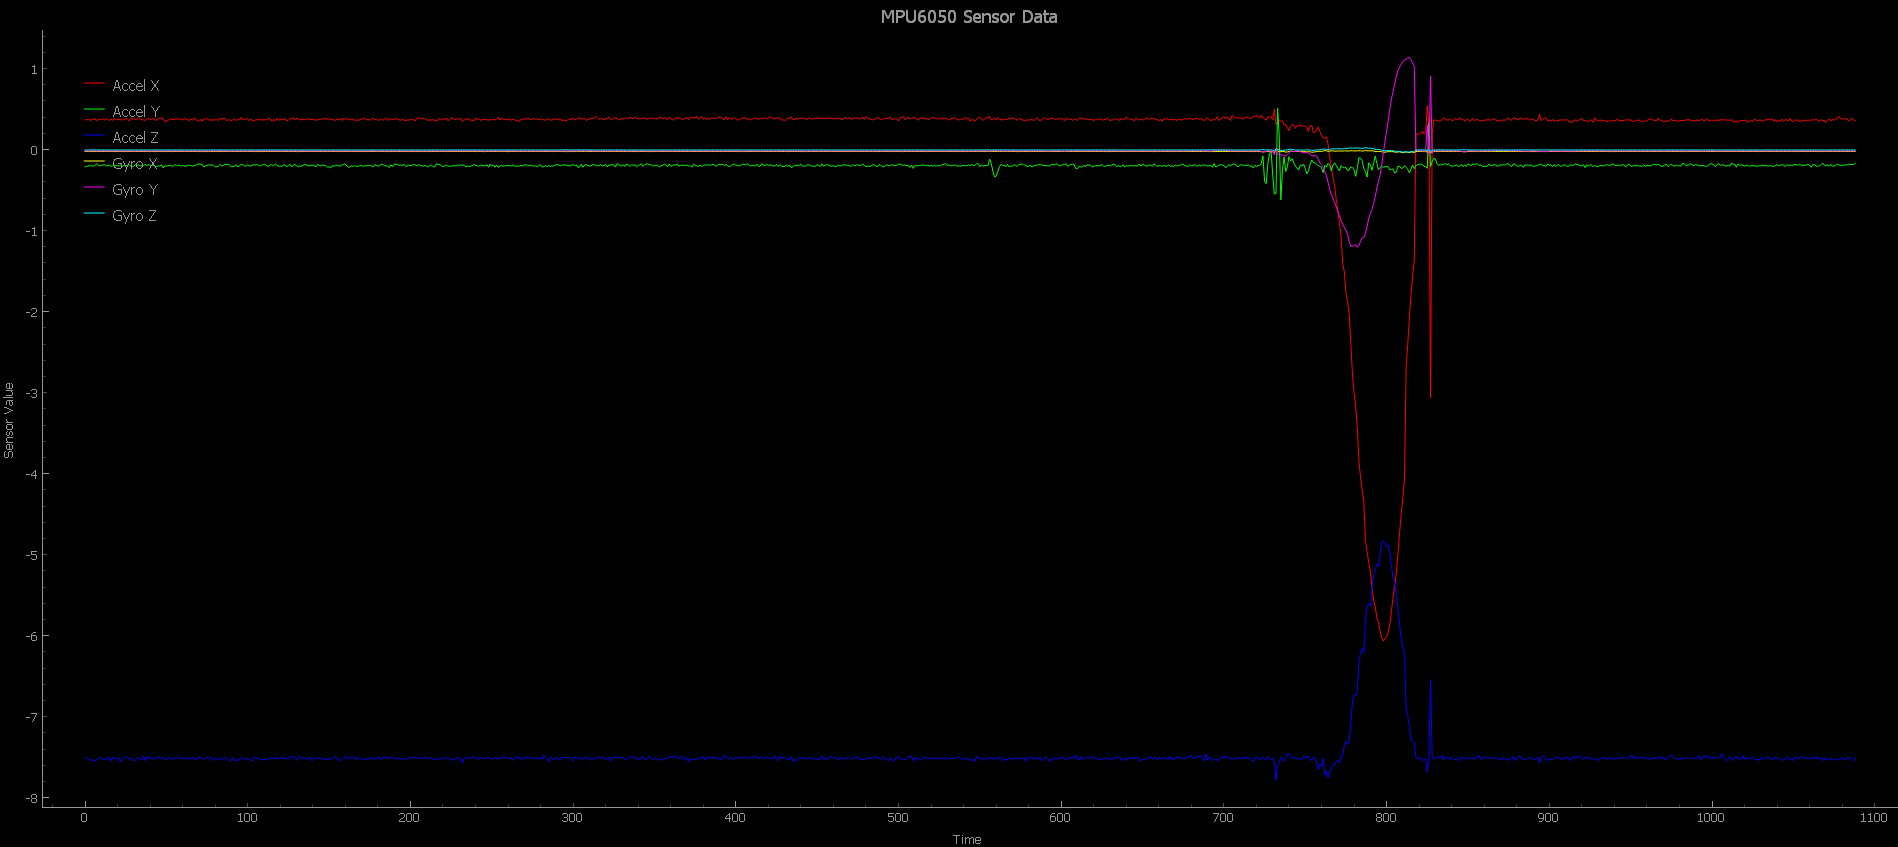 MPU6050 Sensor Data
Sensor Value
1
0
-1
-2
-3
-4
-5
-6
-7
-8
Accel X
Accel Y
Accel Z
Gyro X
Gyro Y
Gyro Z
0 100 200 300 400 500 600 700 800 900 1000 1100
Time